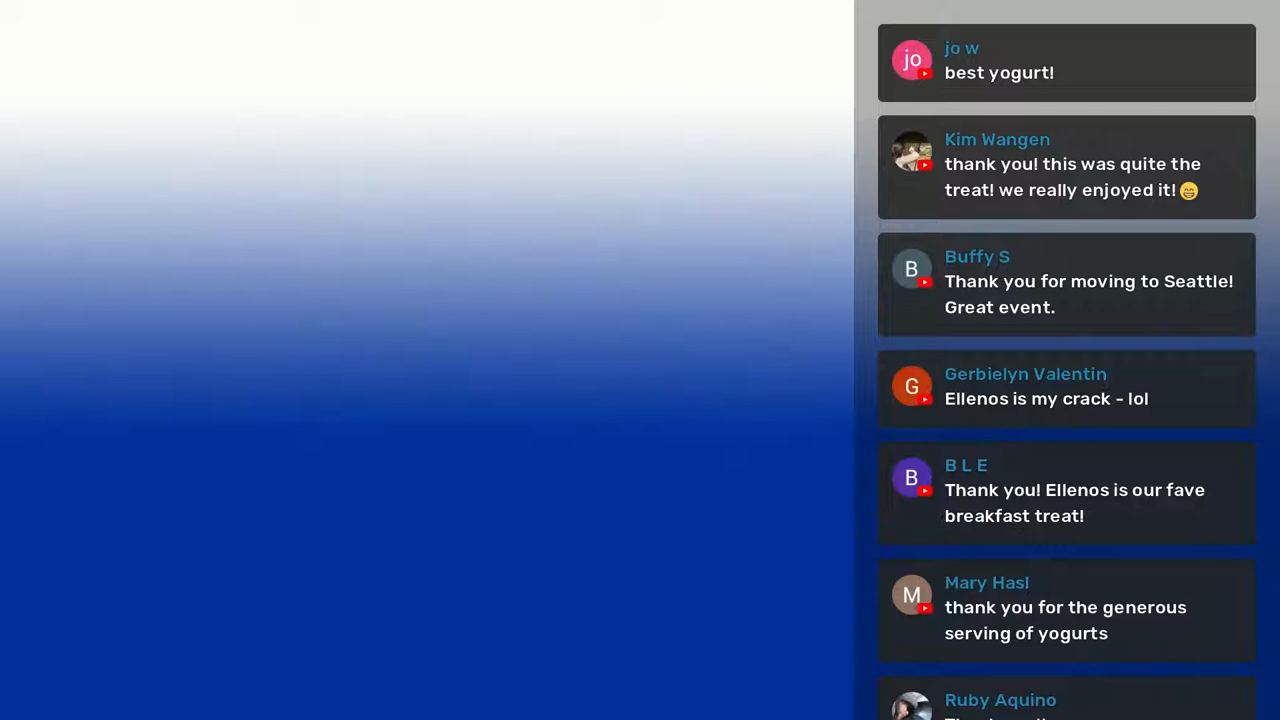 jo
jo w
best yogurt!
Kim Wangen
thank you! this was quite the
treat! we really enjoyed it! 😄
B
Buffy S
Thank you for moving to Seattle!
Great event.
G
Gerbielyn Valentin
Ellenos is my crack - lol
B
B L E
Thank you! Ellenos is our fave
breakfast treat!
M
Mary Hasl
thank you for the generous
serving of yogurts
Ruby Aquino